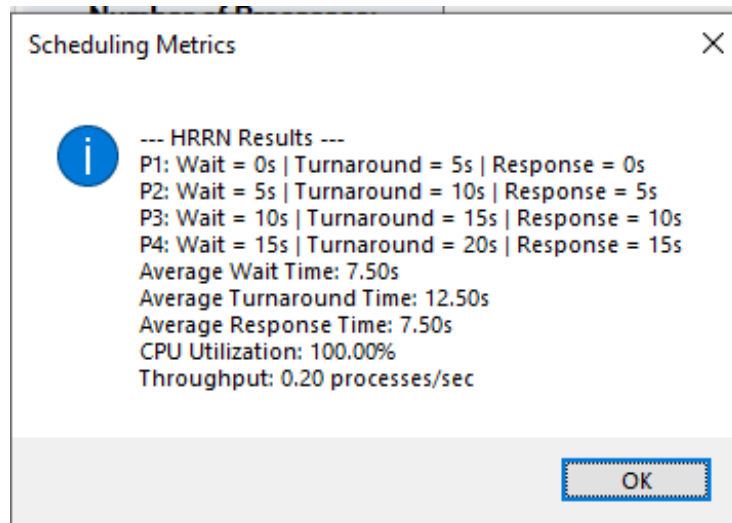 Number of Processes:
Scheduling Metrics
--- HRRN Results ---
P1: Wait = 0s | Turnaround = 5s | Response = 0s
P2: Wait = 5s | Turnaround = 10s | Response = 5s
P3: Wait = 10s | Turnaround = 15s | Response = 10s
P4: Wait = 15s | Turnaround = 20s | Response = 15s
Average Wait Time: 7.50s
Average Turnaround Time: 12.50s
Average Response Time: 7.50s
CPU Utilization: 100.00%
Throughput: 0.20 processes/sec
OK